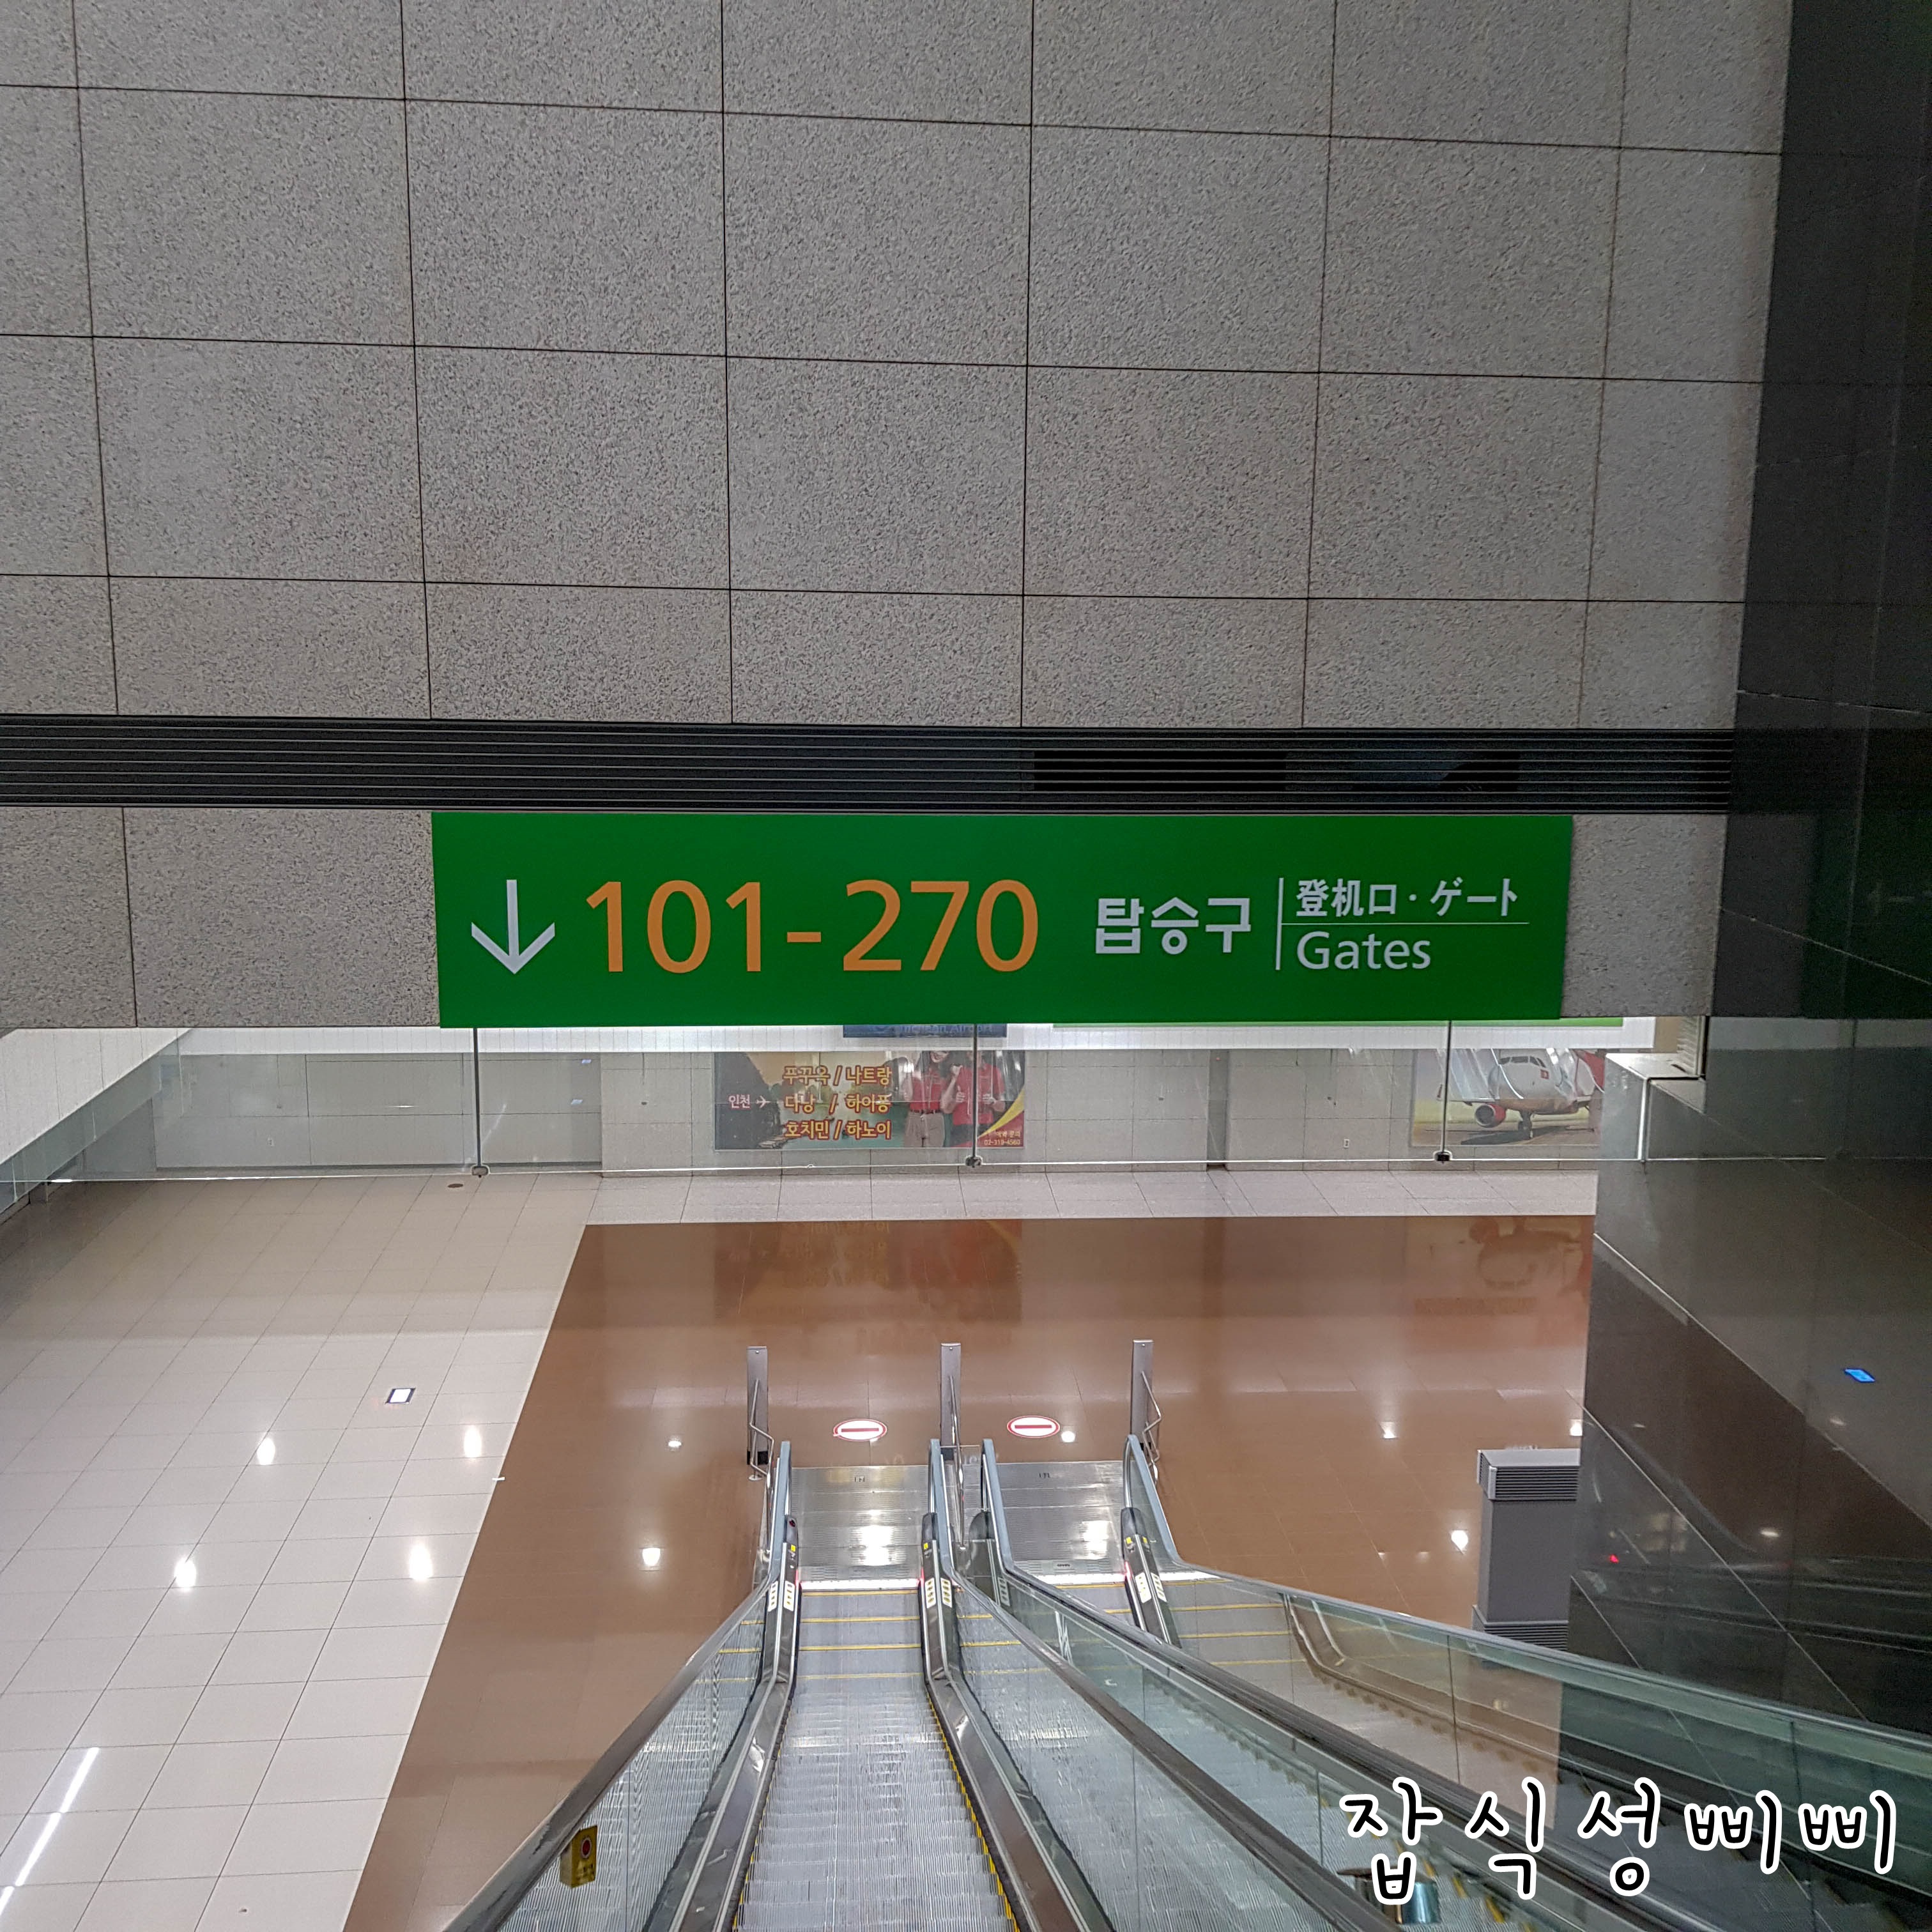 ↓ 101-270 탑승구 登机口・ゲート
Gates
푸꾸옥 / 나트랑
인천 ✈ 다낭 / 하이퐁
호치민 / 하노이
잡식성삐삐